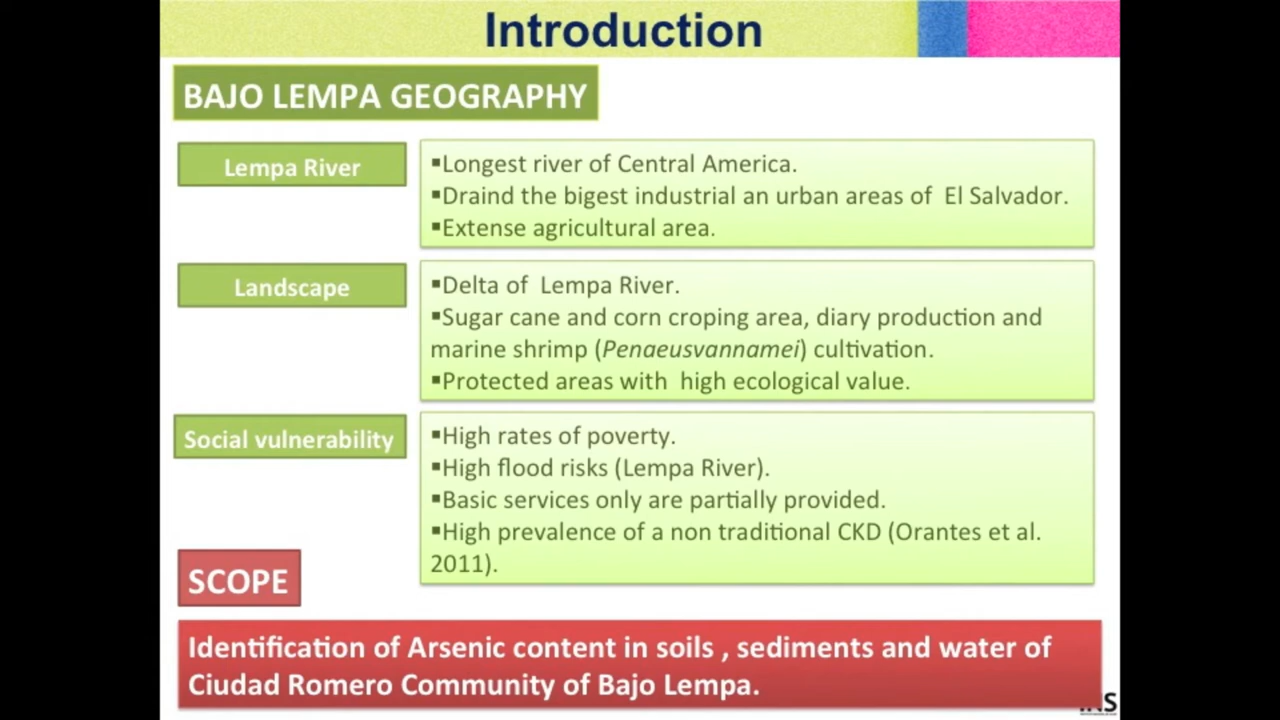 Introduction
BAJO LEMPA GEOGRAPHY
Lempa River
▪Longest river of Central America.
▪Draind the bigest industrial an urban areas of El Salvador.
▪Extense agricultural area.
Landscape
▪Delta of Lempa River.
▪Sugar cane and corn croping area, diary production and
marine shrimp (Penaeusvannamei) cultivation.
▪Protected areas with high ecological value.
Social vulnerability
▪High rates of poverty.
▪High flood risks (Lempa River).
▪Basic services only are partially provided.
▪High prevalence of a non traditional CKD (Orantes et al.
2011).
SCOPE
Identification of Arsenic content in soils , sediments and water of
Ciudad Romero Community of Bajo Lempa.